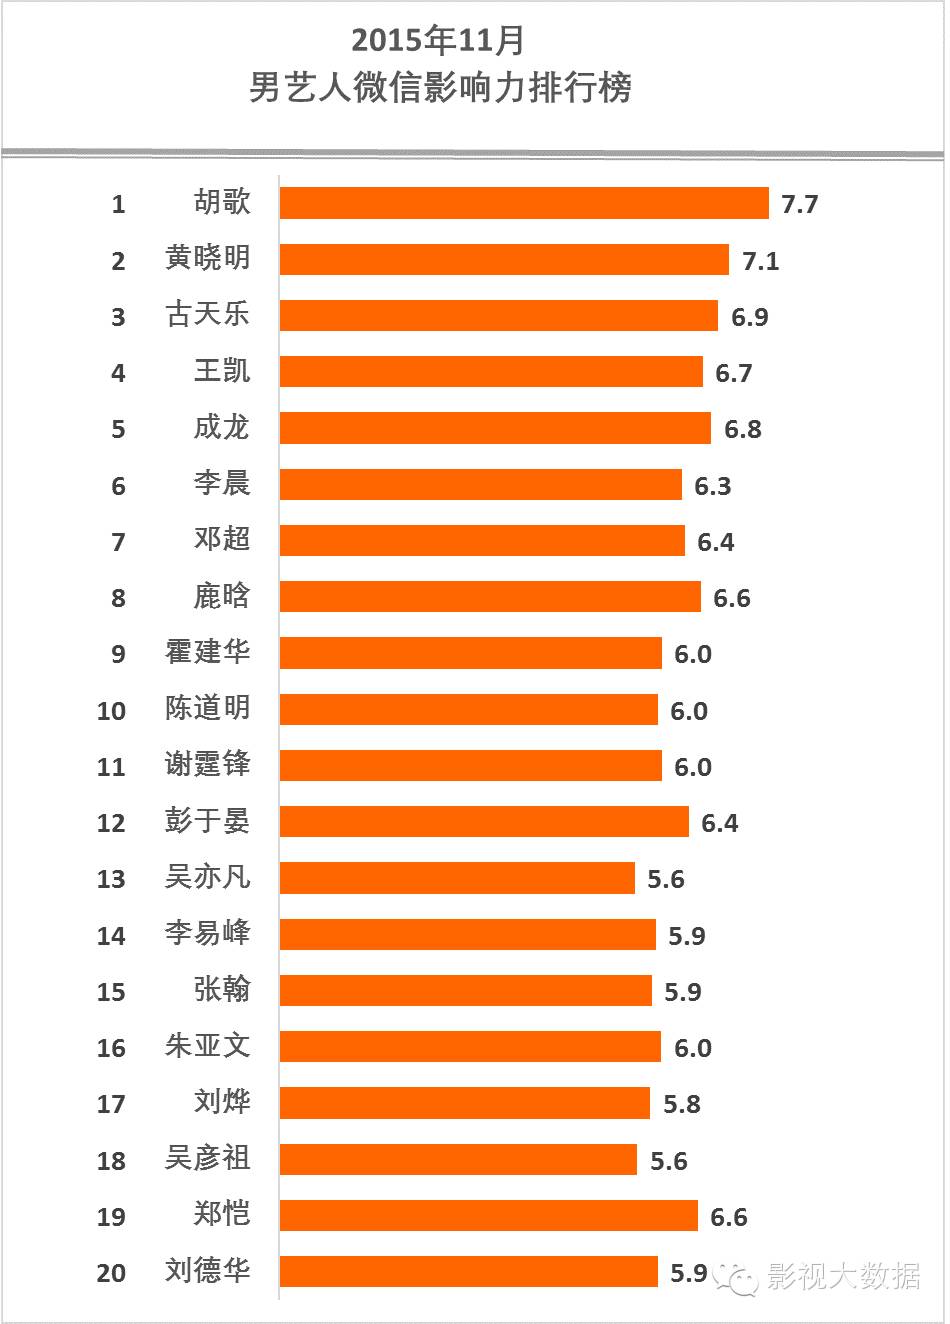 2015年11月
男艺人微信影响力排行榜
1 胡歌 7.7
2 黄晓明 7.1
3 古天乐 6.9
4 王凯 6.7
5 成龙 6.8
6 李晨 6.3
7 邓超 6.4
8 鹿晗 6.6
9 霍建华 6.0
10 陈道明 6.0
11 谢霆锋 6.0
12 彭于晏 6.4
13 吴亦凡 5.6
14 李易峰 5.9
15 张翰 5.9
16 朱亚文 6.0
17 刘烨 5.8
18 吴彦祖 5.6
19 郑恺 6.6
20 刘德华 5.9
影视大数据